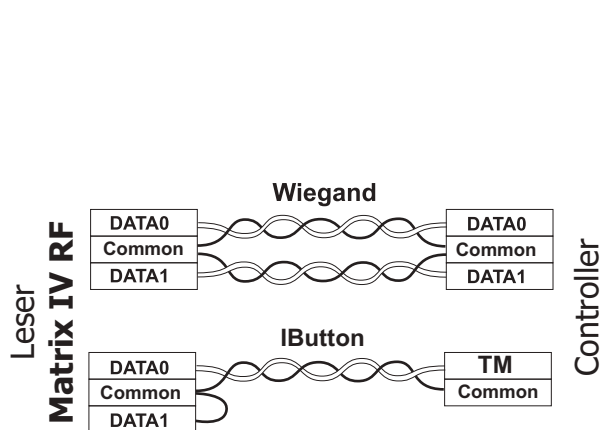 Wiegand
DATA0
Common
DATA1
DATA0
Common
DATA1
Leser
Matrix IV RF
Controller
IButton
DATA0
Common
DATA1
TM
Common